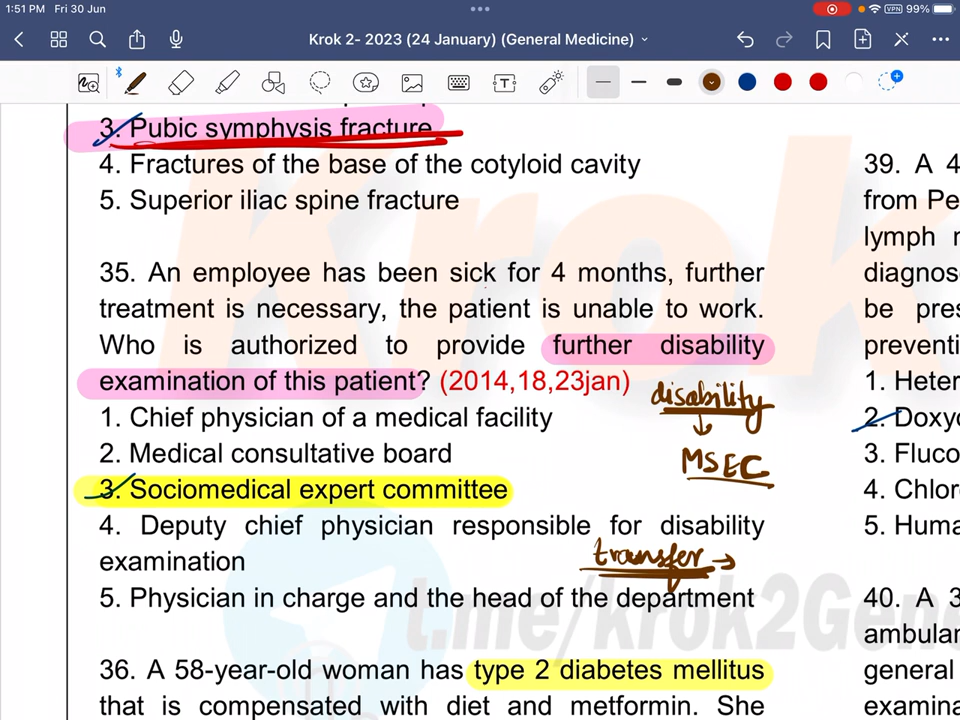 1:51 PM Fri 30 Jun
VPN 99%
Krok 2- 2023 (24 January) (General Medicine)
3. Pubic symphysis fracture
4. Fractures of the base of the cotyloid cavity
5. Superior iliac spine fracture
35. An employee has been sick for 4 months, further
treatment is necessary, the patient is unable to work.
Who is authorized to provide further disability
examination of this patient? (2014,18,23jan)
disability
1. Chief physician of a medical facility
2. Medical consultative board
MSEC
3. Sociomedical expert committee
4. Deputy chief physician responsible for disability
examination
transfer →
5. Physician in charge and the head of the department
36. A 58-year-old woman has type 2 diabetes mellitus
that is compensated with diet and metformin. She
39. A 4
from Pe
lymph
diagnos
be pres
preventi
1. Heter
2. Doxy
3. Fluco
4. Chlor
5. Hum
40. A 3
ambula
general
examina
Krok
t.me/krok2Gene